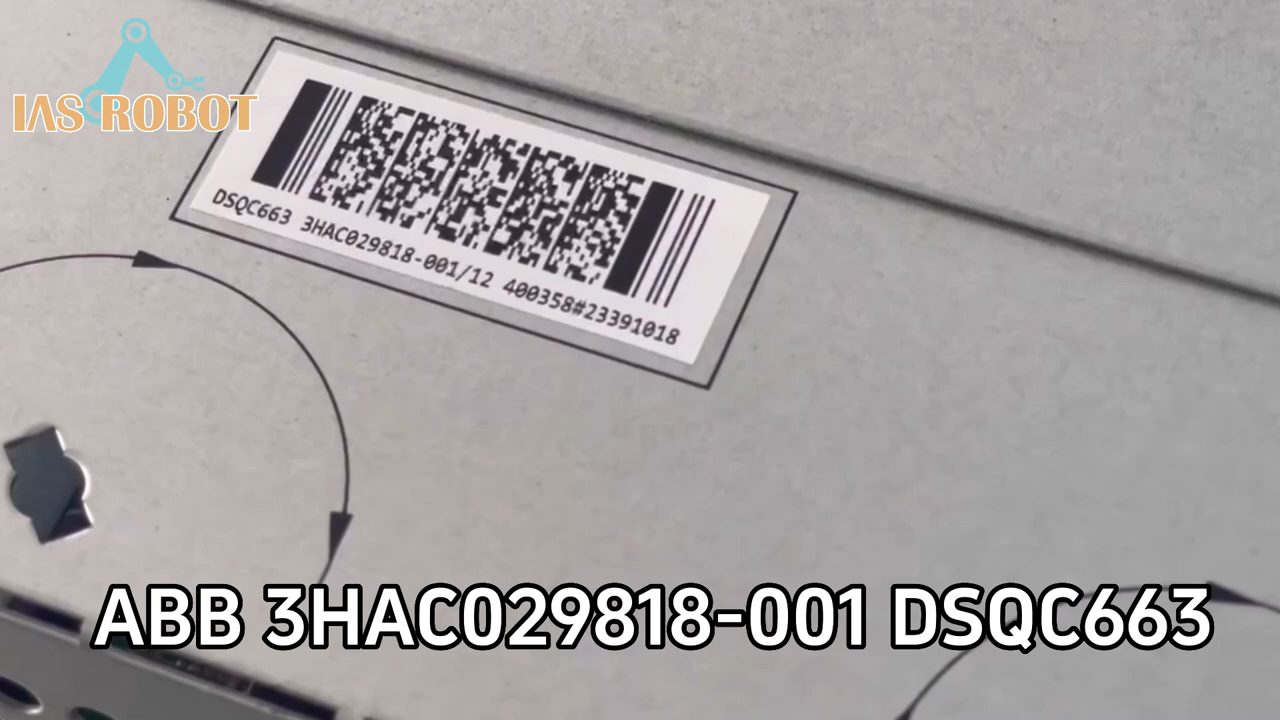 IAS ROBOT
DSQC663 3HAC029818-001/12 400358#23391018
ABB 3HAC029818-001 DSQC663